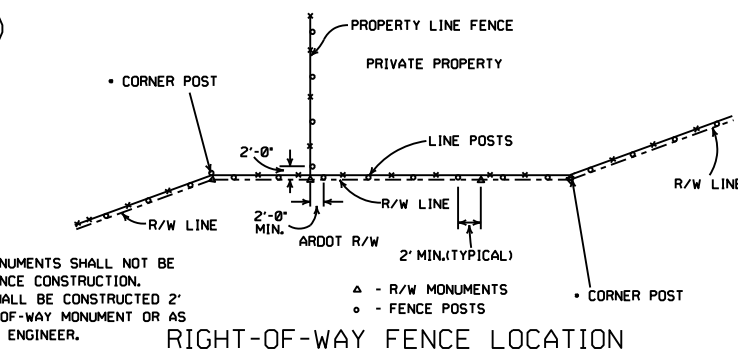 PROPERTY LINE FENCE
PRIVATE PROPERTY
• CORNER POST
2'-0"
LINE POSTS
R/W LINE
R/W LINE
2'-0"
MIN.
R/W LINE
ARDOT R/W
2' MIN.(TYPICAL)
NUMENTS SHALL NOT BE
NCE CONSTRUCTION.
ALL BE CONSTRUCTED 2'
OF-WAY MONUMENT OR AS
ENGINEER.
△ - R/W MONUMENTS
○ - FENCE POSTS
• CORNER POST
RIGHT-OF-WAY FENCE LOCATION